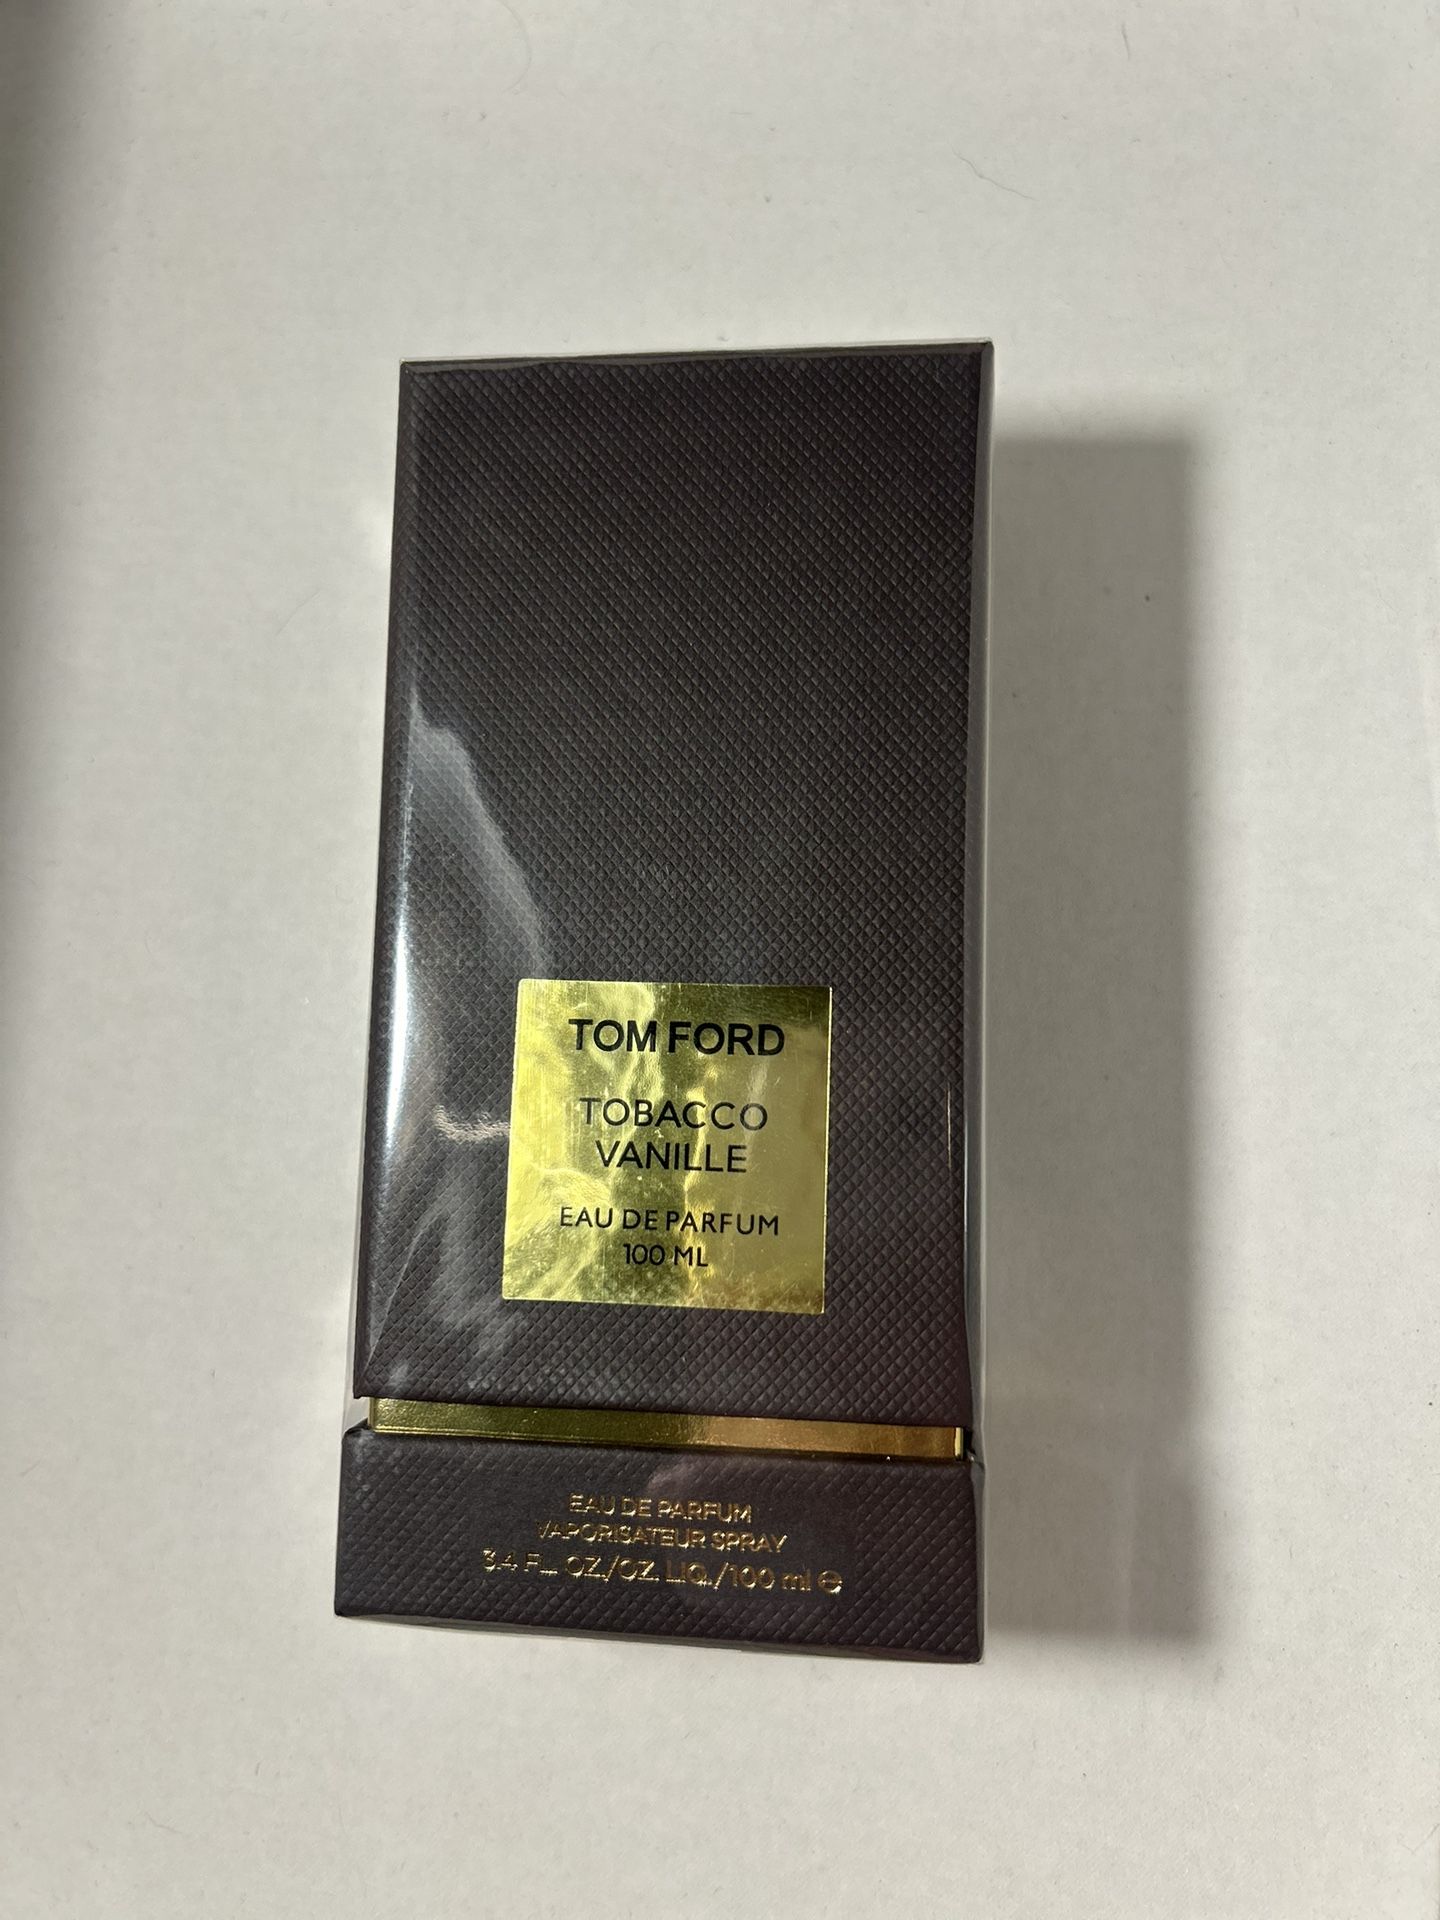 TOM FORD
TOBACCO
VANILLE
EAU DE PARFUM
100 ML
EAU DE PARFUM
VAPORISATEUR SPRAY
3.4 FL. OZ./OZ. LIQ./100 ml ℮